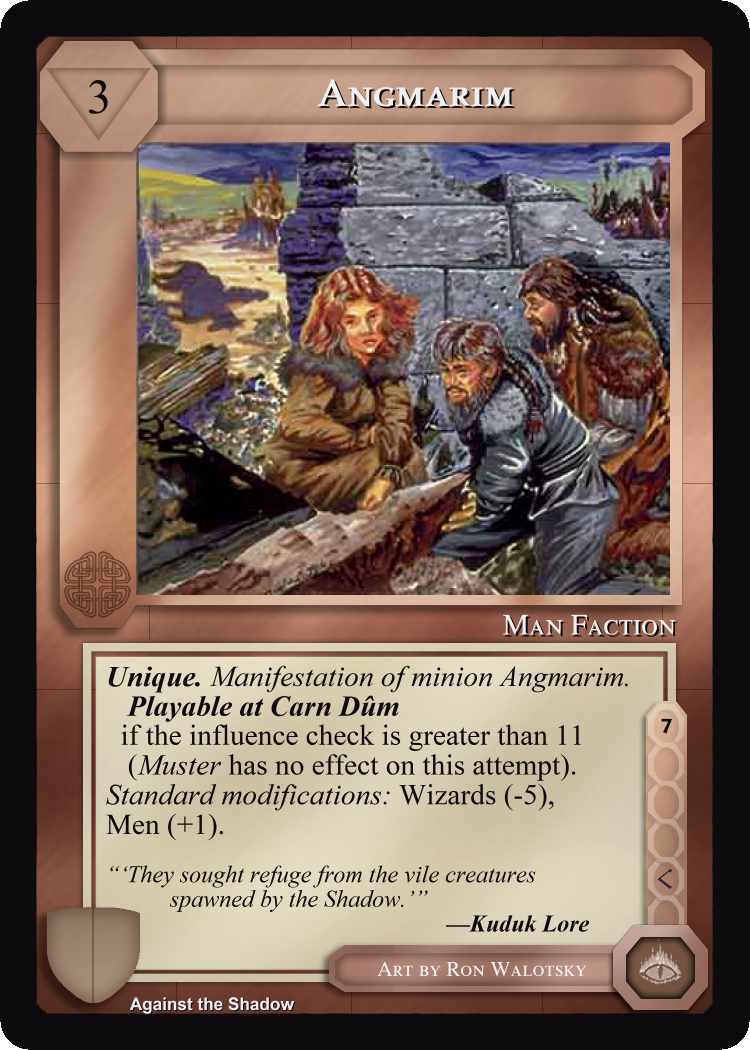 3
ANGMARIM
MAN FACTION
Unique. Manifestation of minion Angmarim.
Playable at Carn Dûm
if the influence check is greater than 11
(Muster has no effect on this attempt).
Standard modifications: Wizards (-5),
Men (+1).
7
“‘They sought refuge from the vile creatures
spawned by the Shadow.’”
—Kuduk Lore
ART BY RON WALOTSKY
Against the Shadow